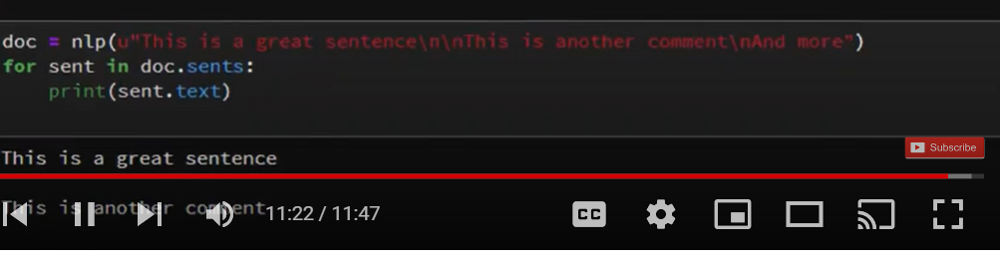 doc = nlp(u"This is a great sentence\n\nThis is another comment\nAnd more")
for sent in doc.sents:
    print(sent.text)
This is a great sentence
Subscribe
This is another comment
11:22 / 11:47
CC